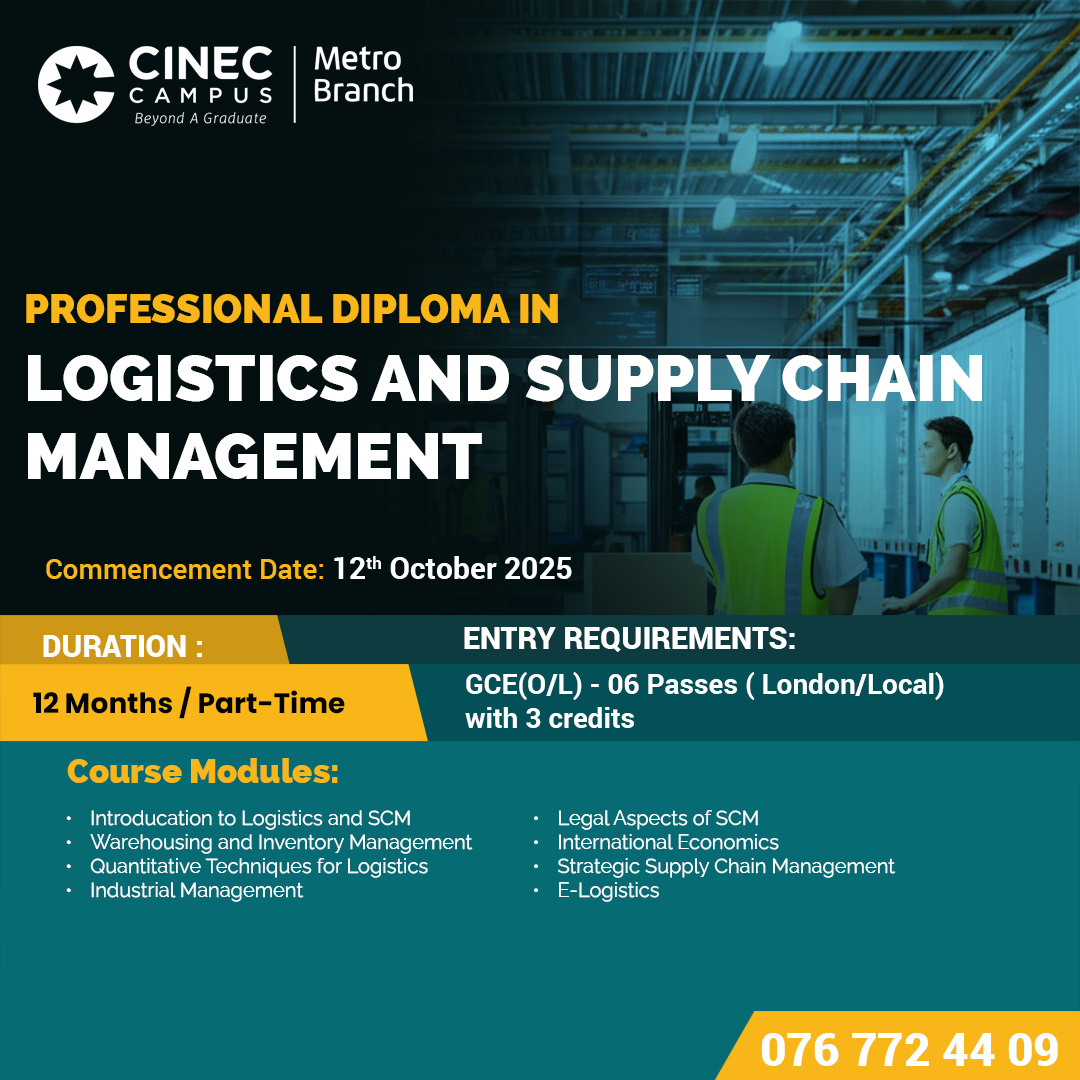 CINEC
CAMPUS
Beyond A Graduate
Metro
Branch
PROFESSIONAL DIPLOMA IN
LOGISTICS AND SUPPLY CHAIN
MANAGEMENT
Commencement Date: 12th October 2025
DURATION :
12 Months / Part-Time
ENTRY REQUIREMENTS:
GCE(O/L) - 06 Passes ( London/Local)
with 3 credits
Course Modules:
• Introducation to Logistics and SCM
• Warehousing and Inventory Management
• Quantitative Techniques for Logistics
• Industrial Management
• Legal Aspects of SCM
• International Economics
• Strategic Supply Chain Management
• E-Logistics
076 772 44 09